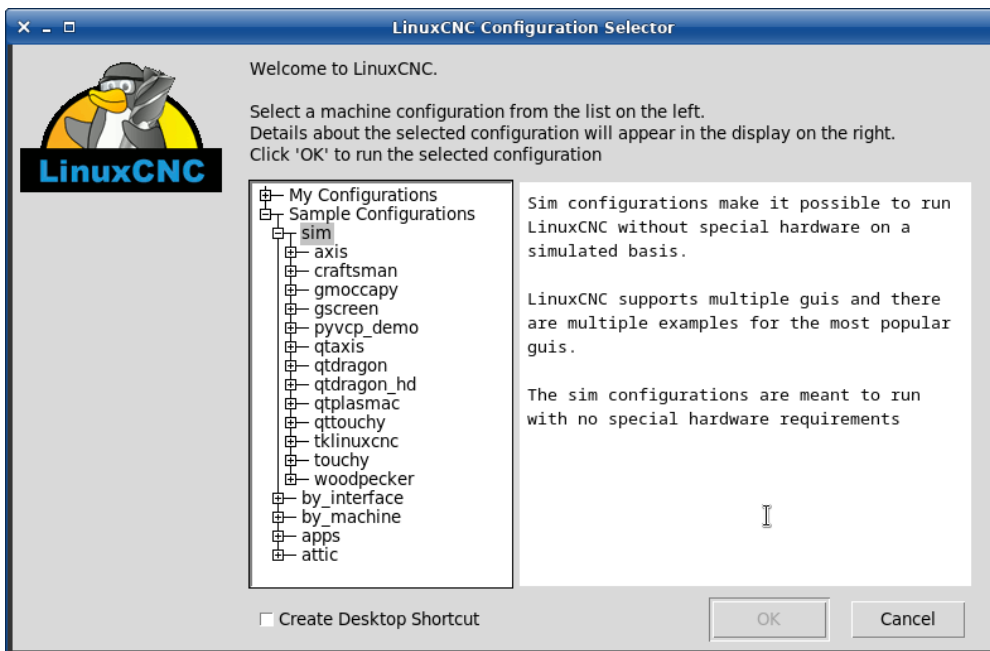 LinuxCNC Configuration Selector
LinuxCNC
Welcome to LinuxCNC.
Select a machine configuration from the list on the left.
Details about the selected configuration will appear in the display on the right.
Click 'OK' to run the selected configuration
My Configurations
Sample Configurations
sim
axis
craftsman
gmoccapy
gscreen
pyvcp_demo
qtaxis
qtdragon
qtdragon_hd
qtplasmac
qttouchy
tklinuxcnc
touchy
woodpecker
by_interface
by_machine
apps
attic
Sim configurations make it possible to run
LinuxCNC without special hardware on a
simulated basis.
LinuxCNC supports multiple guis and there
are multiple examples for the most popular
guis.
The sim configurations are meant to run
with no special hardware requirements
Create Desktop Shortcut
OK
Cancel